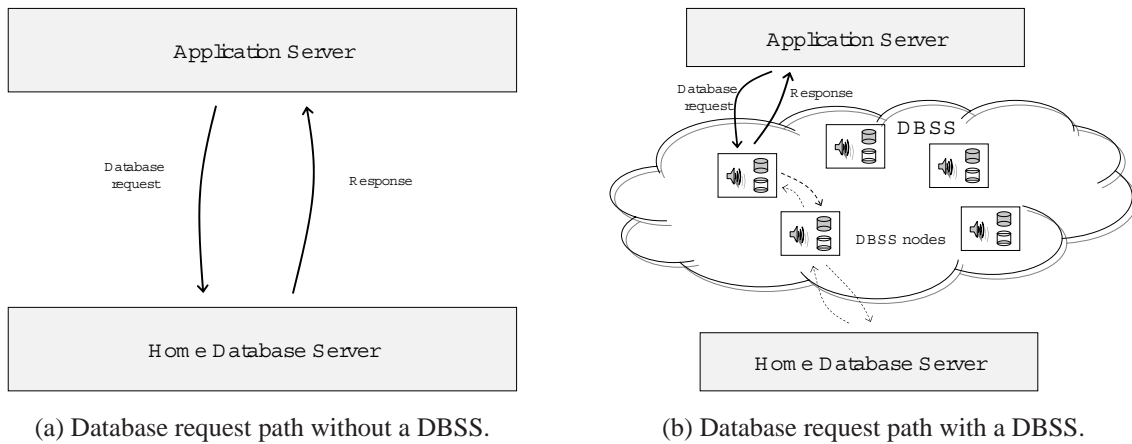 Application Server
Database
request
Response
Home Database Server
(a) Database request path without a DBSS.
Application Server
Database
request
Response
DBSS
DBSS nodes
Home Database Server
(b) Database request path with a DBSS.